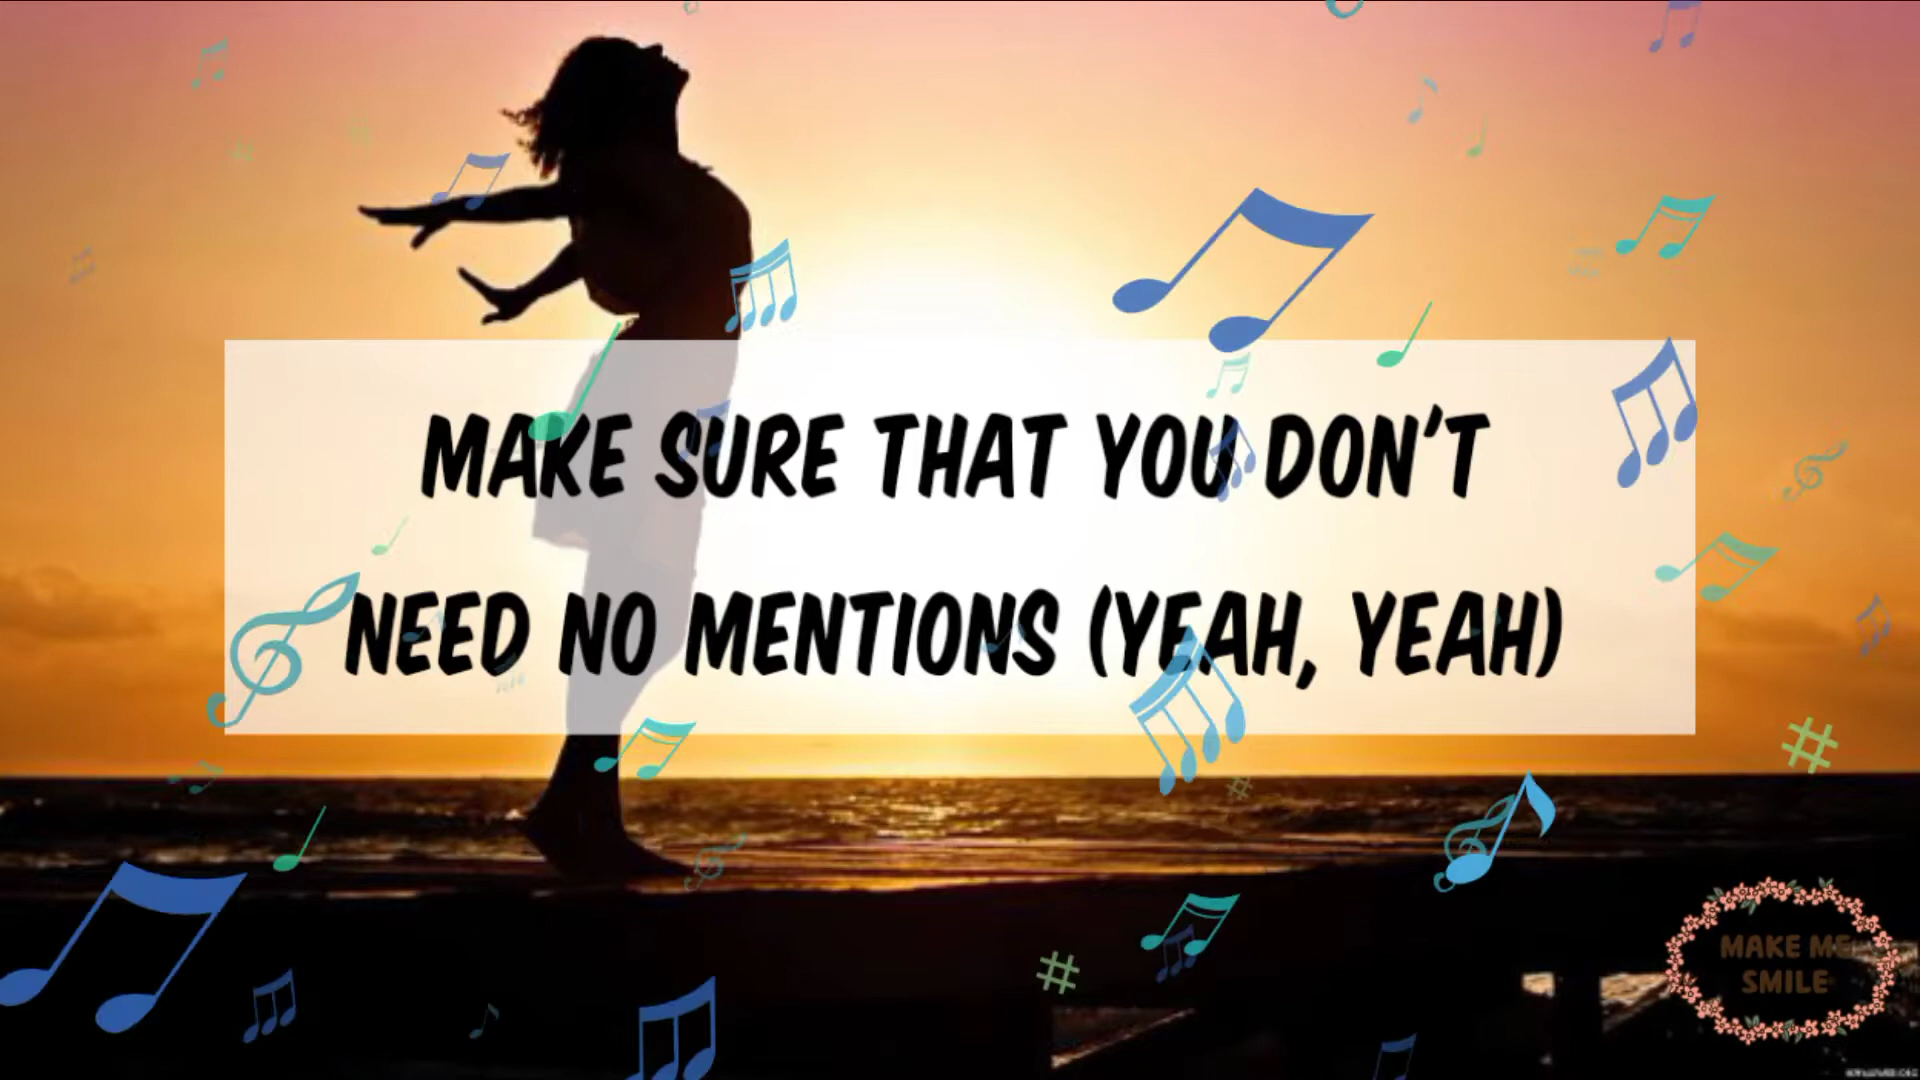 MAKE SURE THAT YOU DON'T
NEED NO MENTIONS (YEAH, YEAH)
MAKE ME
SMILE